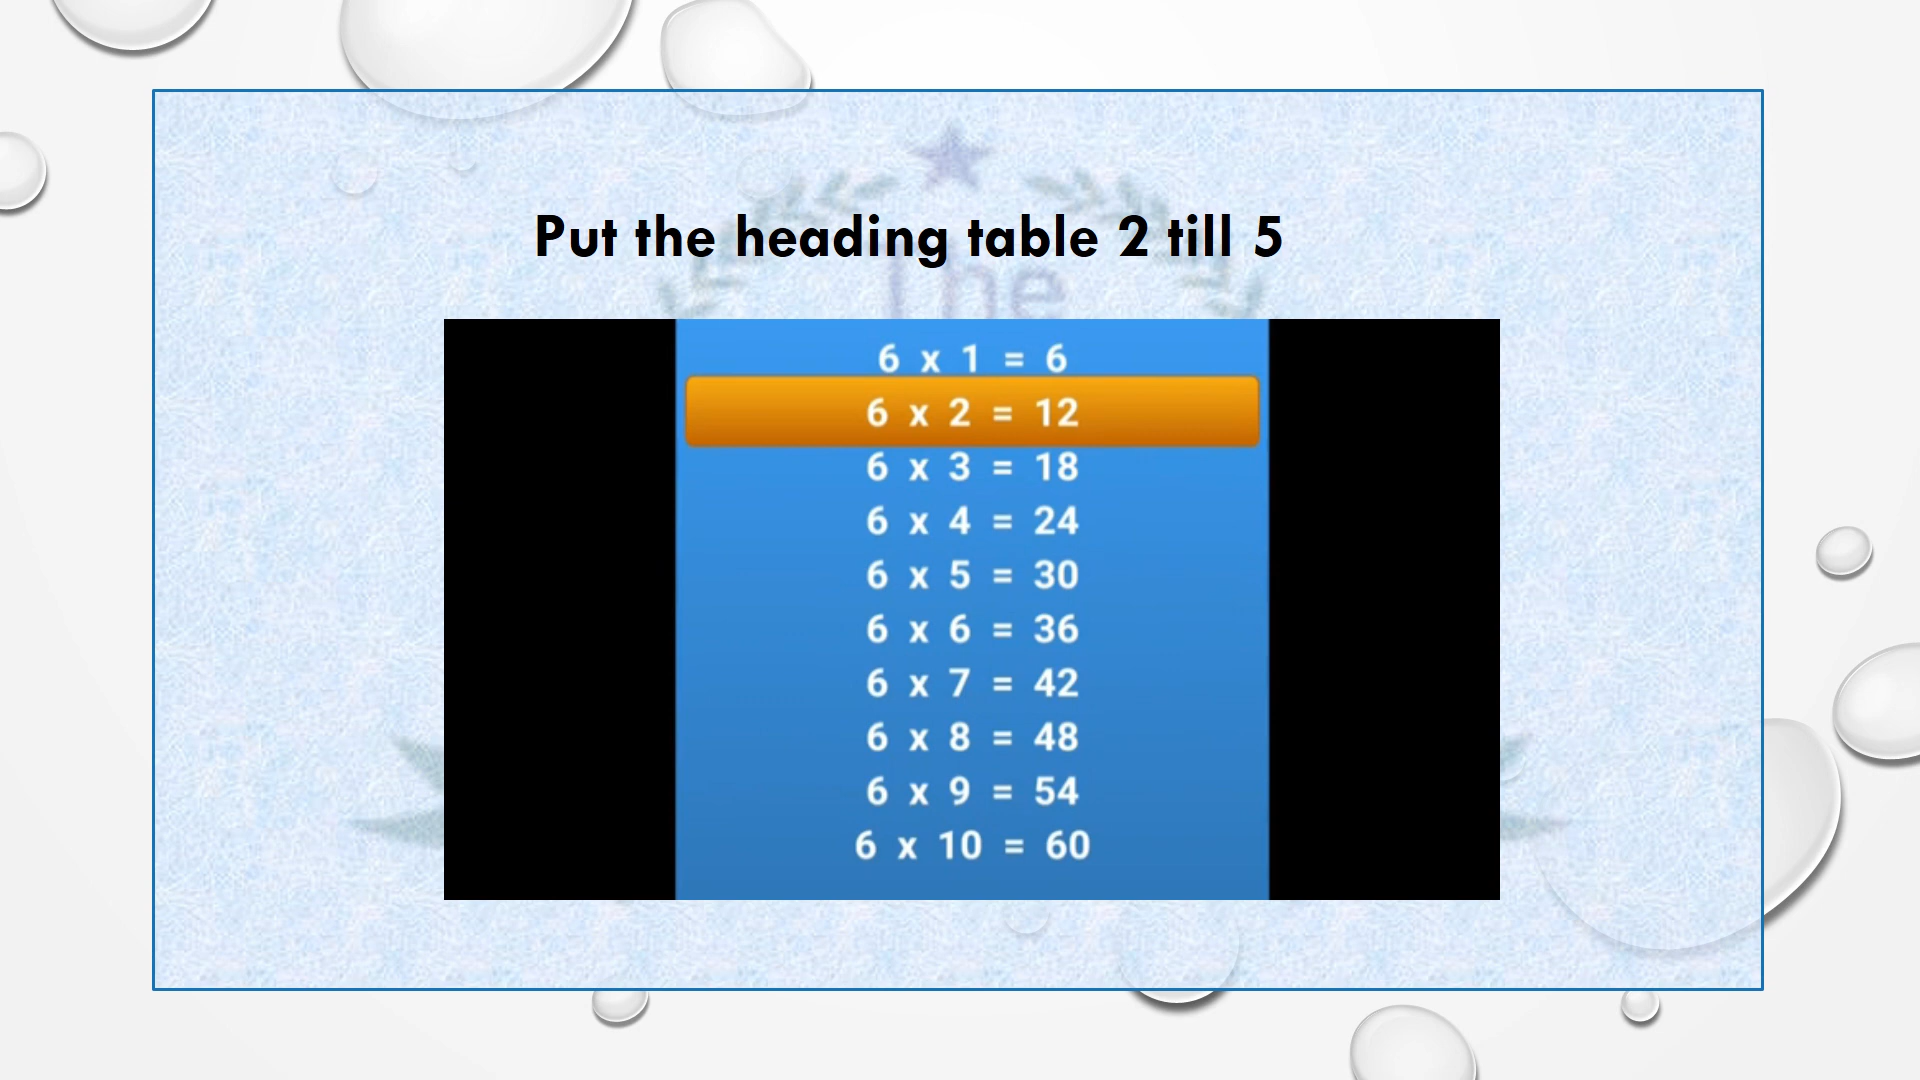 Put the heading table 2 till 5
The
6 x 1 = 6
6 x 2 = 12
6 x 3 = 18
6 x 4 = 24
6 x 5 = 30
6 x 6 = 36
6 x 7 = 42
6 x 8 = 48
6 x 9 = 54
6 x 10 = 60